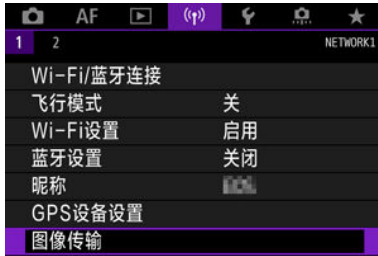 AF
1 2 NETWORK1
Wi-Fi/蓝牙连接
飞行模式 关
Wi-Fi设置 启用
蓝牙设置 关闭
昵称
GPS设备设置
图像传输